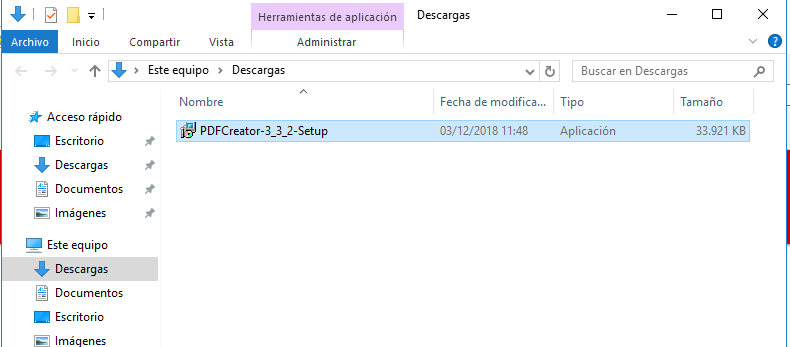 Herramientas de aplicación Descargas
Archivo Inicio Compartir Vista Administrar
Este equipo Descargas Buscar en Descargas
Nombre Fecha de modifica... Tipo Tamaño
PDFCreator-3_3_2-Setup 03/12/2018 11:48 Aplicación 33.921 KB
Acceso rápido
Escritorio
Descargas
Documentos
Imágenes
Este equipo
Descargas
Documentos
Escritorio
Imágenes